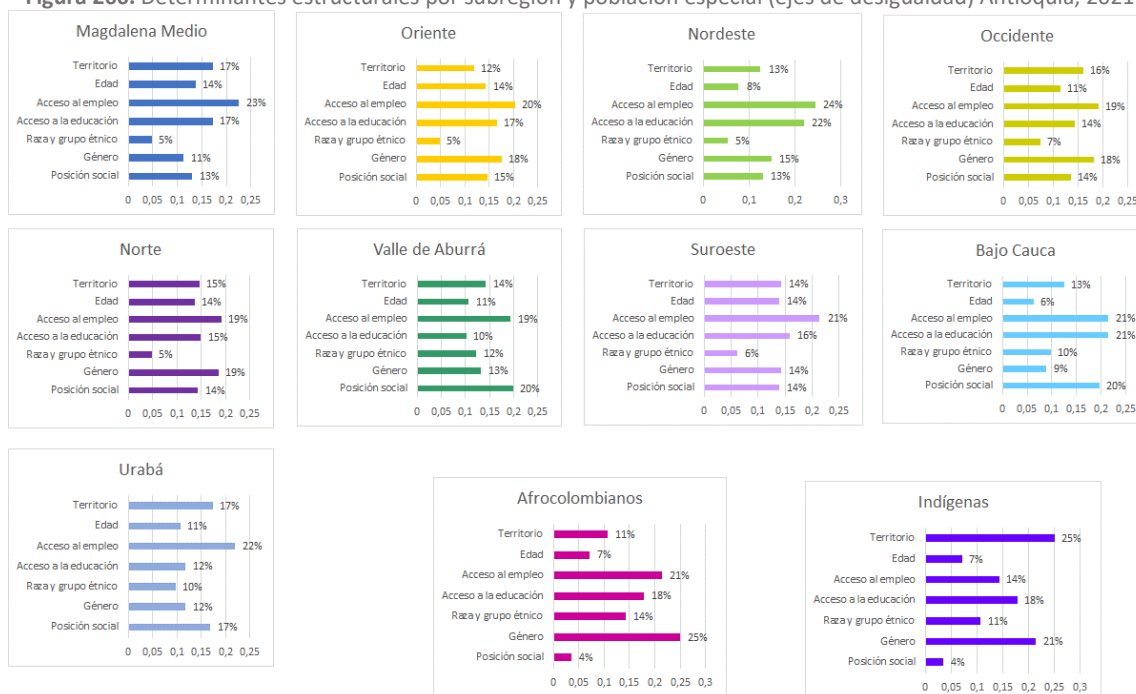 Figura Determinantes estructurales por subregión y población especial (ejes de desigualdad) Antioquia, 2021
Magdalena Medio
Territorio 17%
Edad 14%
Acceso al empleo 23%
Acceso a la educación 17%
Raza y grupo étnico 5%
Género 11%
Posición social 13%
0 0,05 0,1 0,15 0,2 0,25
Oriente
Territorio 12%
Edad 14%
Acceso al empleo 20%
Acceso a la educación 17%
Raza y grupo étnico 5%
Género 18%
Posición social 15%
0 0,05 0,1 0,15 0,2 0,25
Nordeste
Territorio 13%
Edad 8%
Acceso al empleo 24%
Acceso a la educación 22%
Raza y grupo étnico 5%
Género 15%
Posición social 13%
0 0,1 0,2 0,3
Occidente
Territorio 16%
Edad 11%
Acceso al empleo 19%
Acceso a la educación 14%
Raza y grupo étnico 7%
Género 18%
Posición social 14%
0 0,05 0,1 0,15 0,2 0,25
Norte
Territorio 15%
Edad 14%
Acceso al empleo 19%
Acceso a la educación 15%
Raza y grupo étnico 5%
Género 19%
Posición social 14%
0 0,05 0,1 0,15 0,2 0,25
Valle de Aburrá
Territorio 14%
Edad 11%
Acceso al empleo 19%
Acceso a la educación 10%
Raza y grupo étnico 12%
Género 13%
Posición social 20%
0 0,05 0,1 0,15 0,2 0,25
Suroeste
Territorio 14%
Edad 14%
Acceso al empleo 21%
Acceso a la educación 16%
Raza y grupo étnico 6%
Género 14%
Posición social 14%
0 0,05 0,1 0,15 0,2 0,25
Bajo Cauca
Territorio 13%
Edad 6%
Acceso al empleo 21%
Acceso a la educación 21%
Raza y grupo étnico 10%
Género 9%
Posición social 20%
0 0,05 0,1 0,15 0,2 0,25
Urabá
Territorio 17%
Edad 11%
Acceso al empleo 22%
Acceso a la educación 12%
Raza y grupo étnico 10%
Género 12%
Posición social 17%
0 0,05 0,1 0,15 0,2 0,25
Afrocolombianos
Territorio 11%
Edad 7%
Acceso al empleo 21%
Acceso a la educación 18%
Raza y grupo étnico 14%
Género 25%
Posición social 4%
0 0,05 0,1 0,15 0,2 0,25 0,3
Indígenas
Territorio 25%
Edad 7%
Acceso al empleo 14%
Acceso a la educación 18%
Raza y grupo étnico 11%
Género 21%
Posición social 4%
0 0,05 0,1 0,15 0,2 0,25 0,3